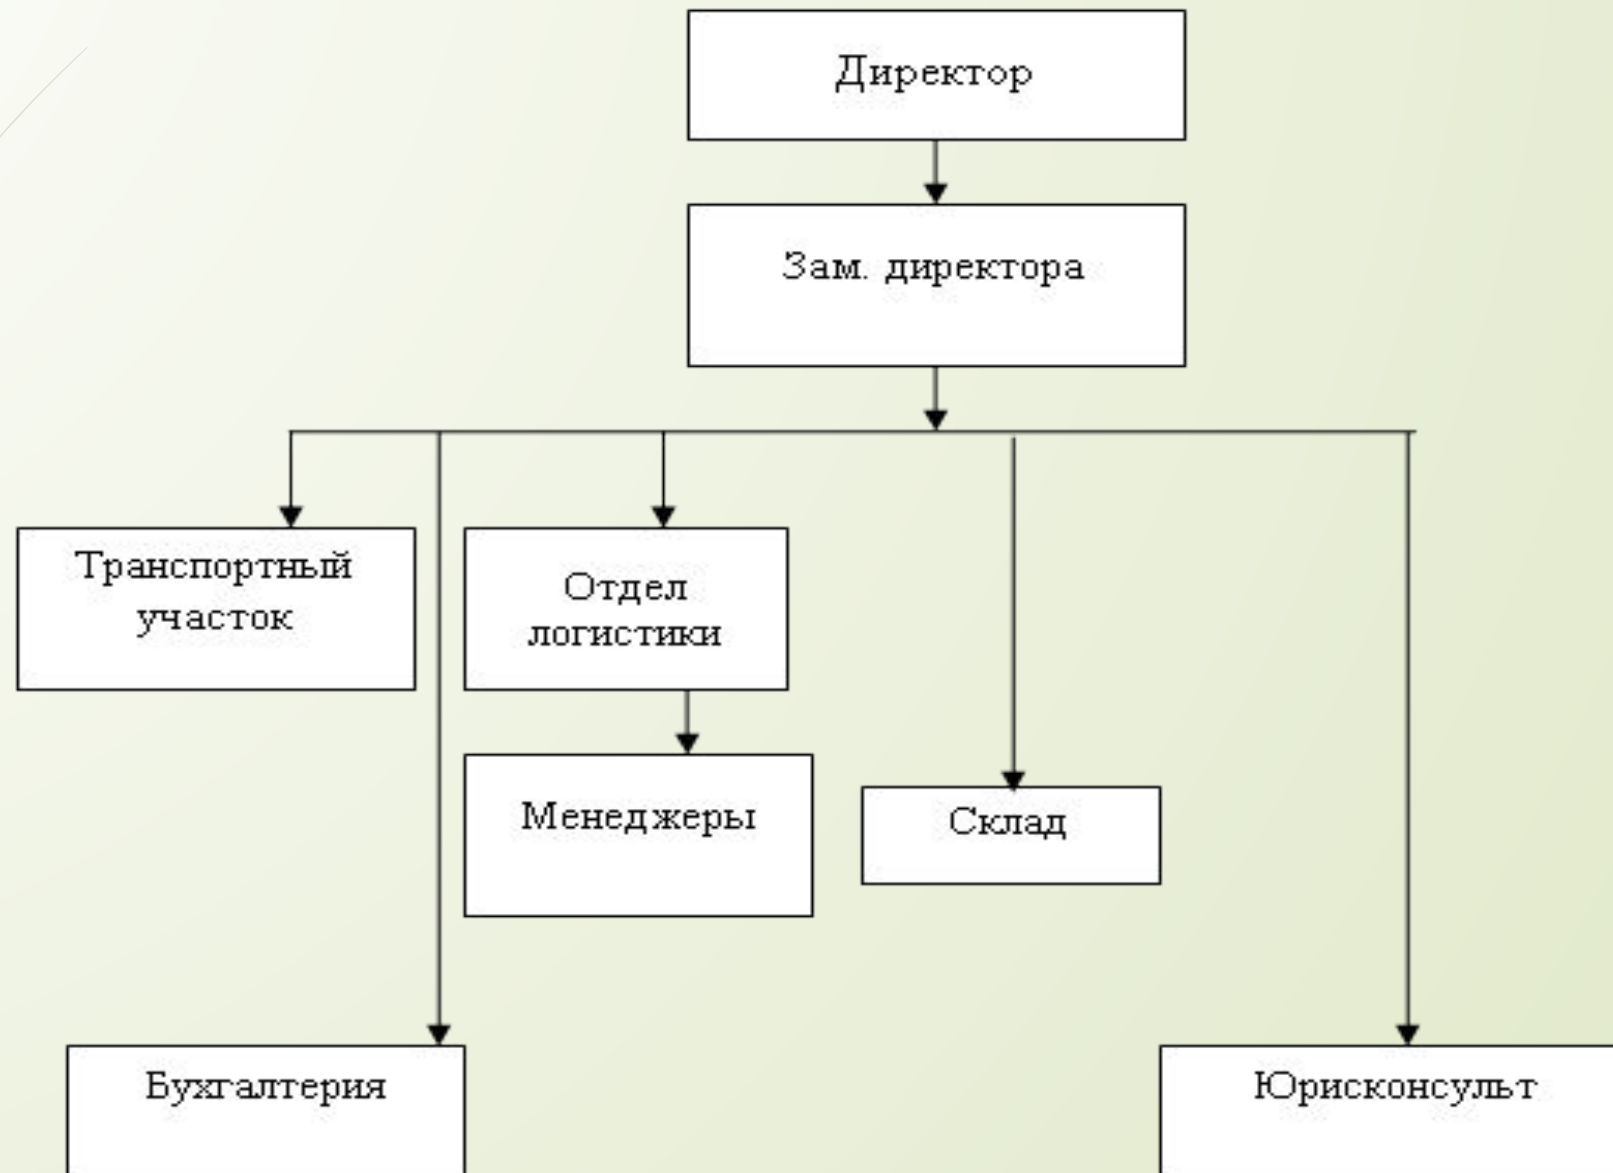 Директор
Зам. директора
Транспортный
участок
Отдел
логистики
Менеджеры
Склад
Бухгалтерия
Юрисконсульт